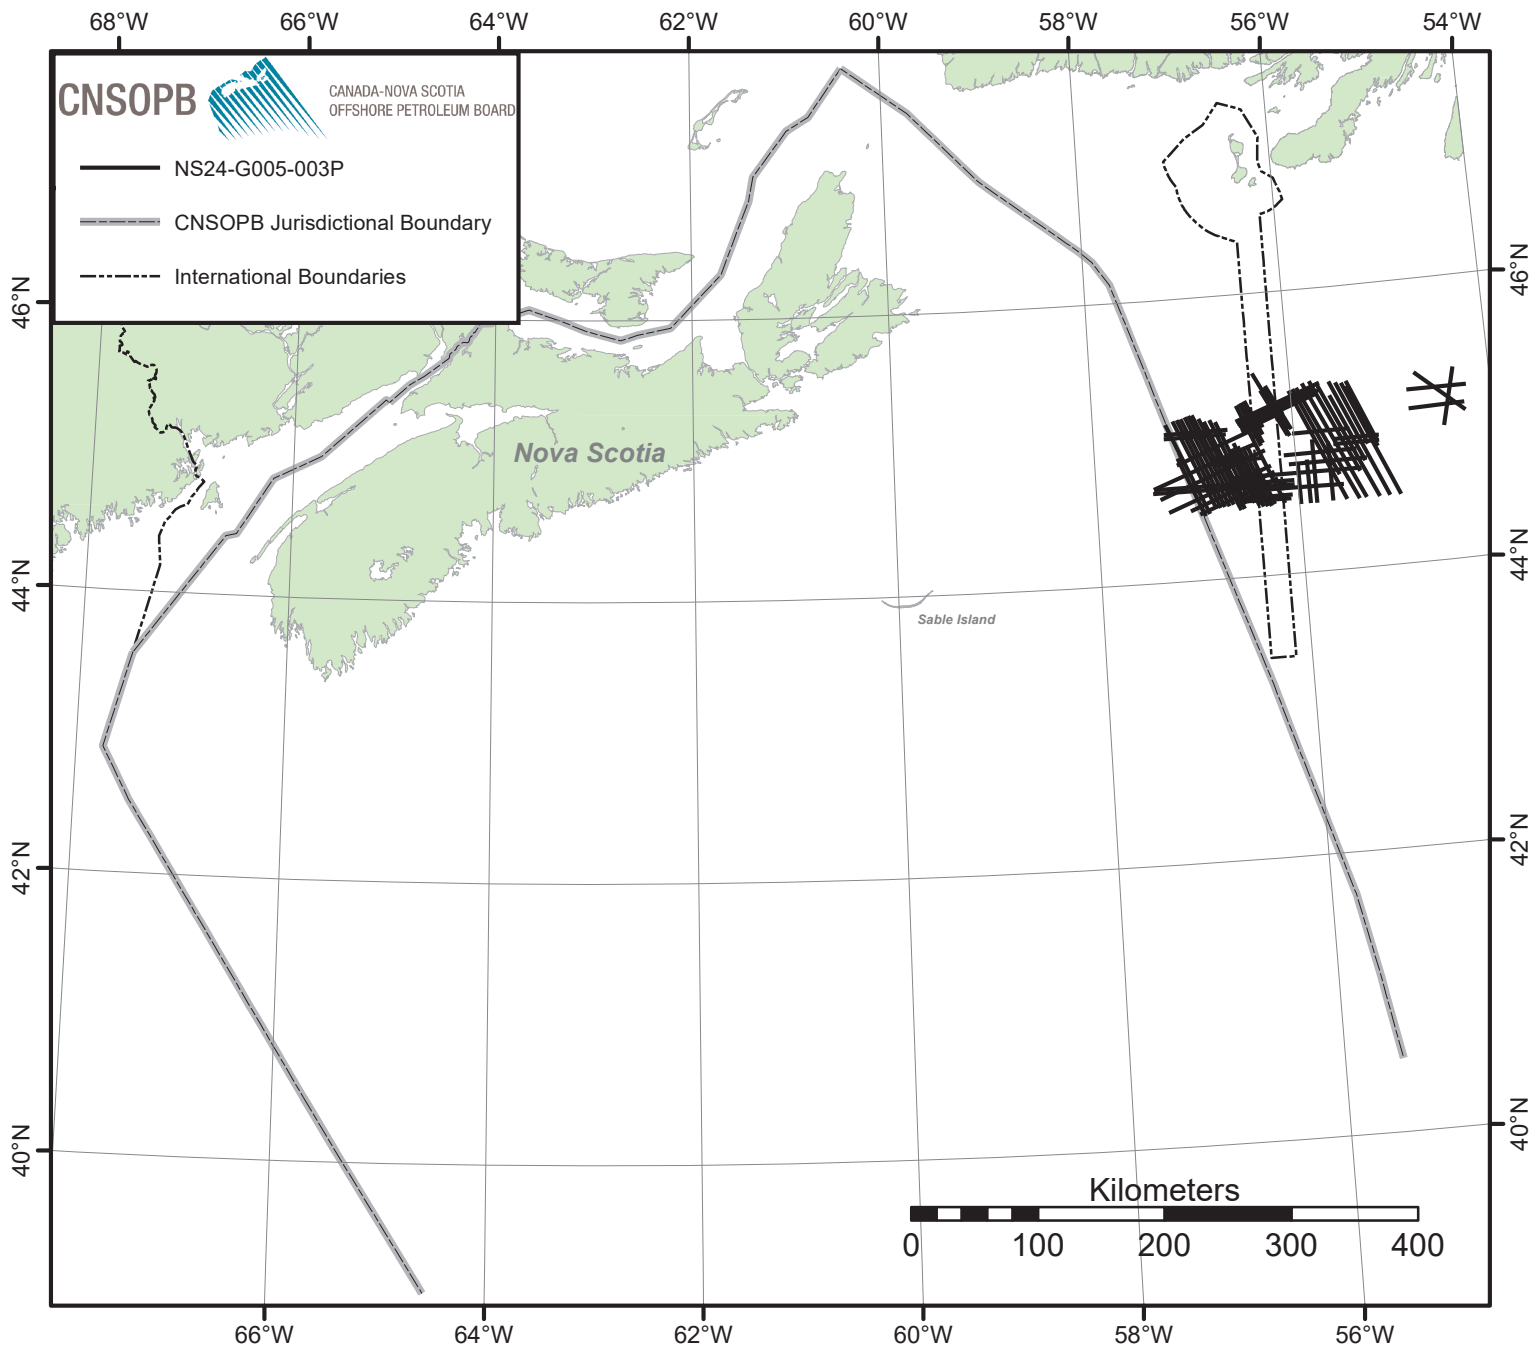 68°W 66°W 64°W 62°W 60°W 58°W 56°W 54°W
CNSOPB
CANADA-NOVA SCOTIA
OFFSHORE PETROLEUM BOARD
NS24-G005-003P
CNSOPB Jurisdictional Boundary
International Boundaries
46°N
46°N
Nova Scotia
44°N
44°N
Sable Island
42°N
42°N
40°N
40°N
Kilometers
0 100 200 300 400
66°W 64°W 62°W 60°W 58°W 56°W